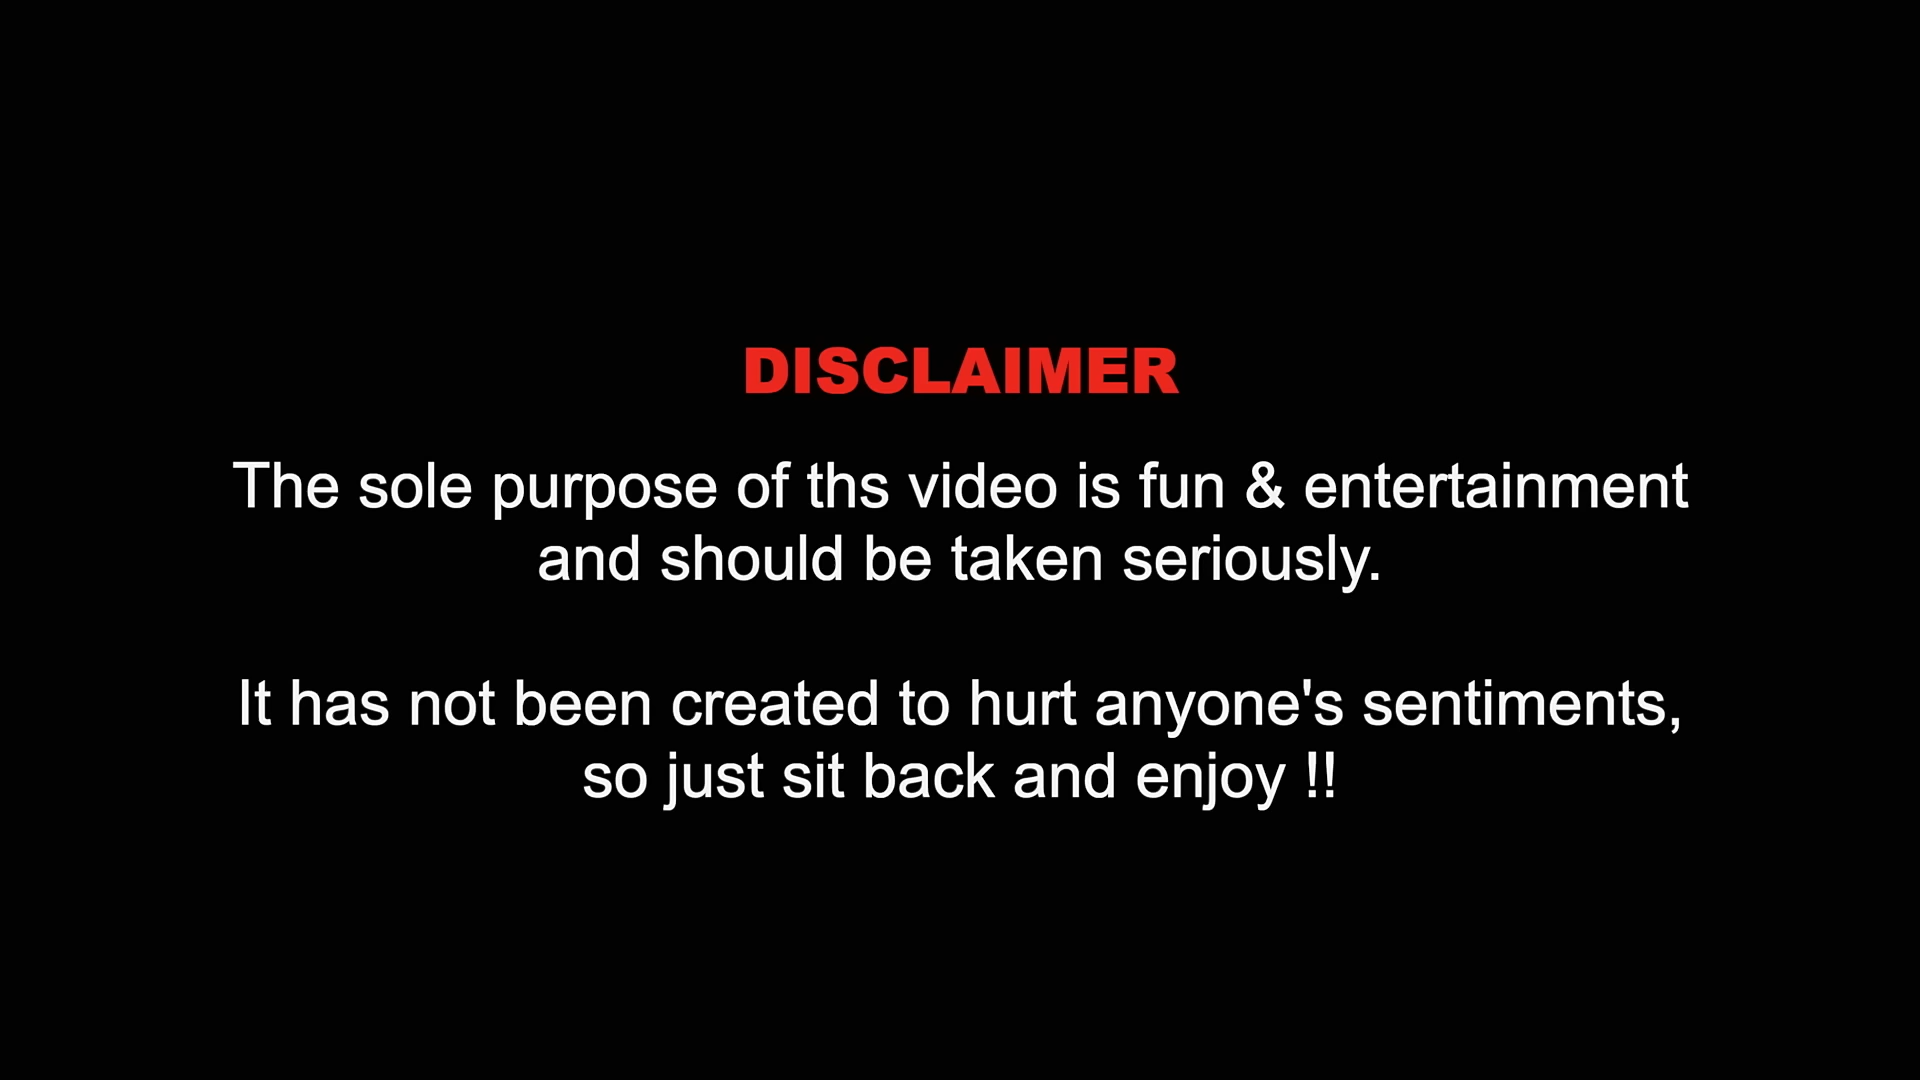 DISCLAIMER
The sole purpose of ths video is fun & entertainment
and should be taken seriously.
It has not been created to hurt anyone's sentiments,
so just sit back and enjoy !!